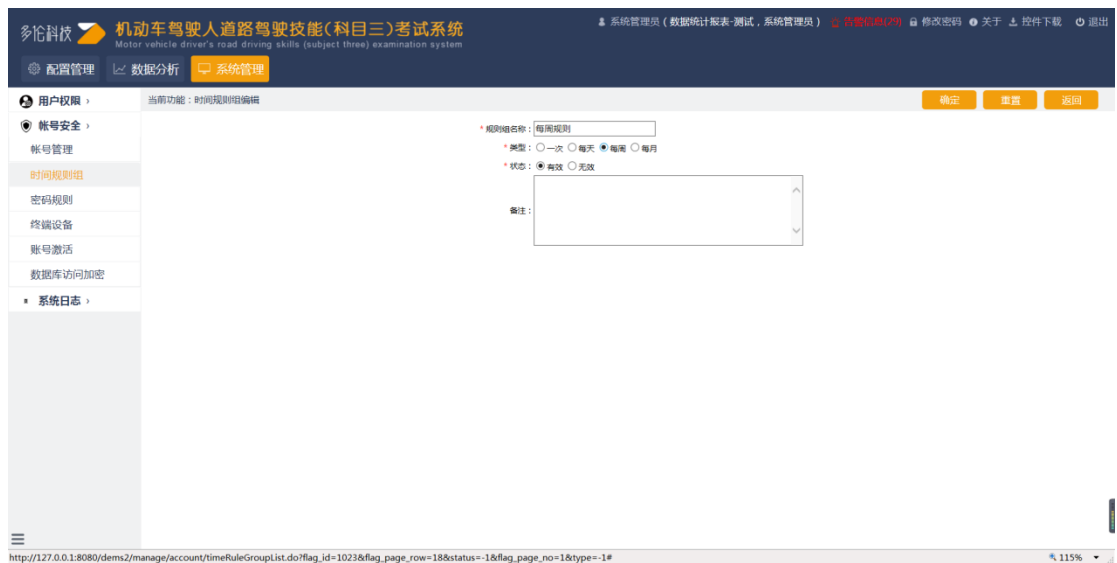 多伦科技
机动车驾驶人道路驾驶技能(科目三)考试系统
Motor vehicle driver's road driving skills (subject three) examination system
系统管理员 ( 数据统计报表-测试 , 系统管理员 ) 告警信息(29) 修改密码 关于 控件下载 退出
配置管理 数据分析 系统管理
用户权限 ›
当前功能 : 时间规则组编辑
确定 重置 返回
帐号安全 ›
帐号管理
时间规则组
密码规则
终端设备
账号激活
数据库访问加密
系统日志 ›
* 规则组名称 : 每周规则
* 类型 : 一次 每天 每周 每月
* 状态 : 有效 无效
备注 :
http://127.0.0.1:8080/dems2/manage/account/timeRuleGroupList.do?flag_id=1023&flag_page_row=18&status=-1&flag_page_no=1&type=-1#
115%